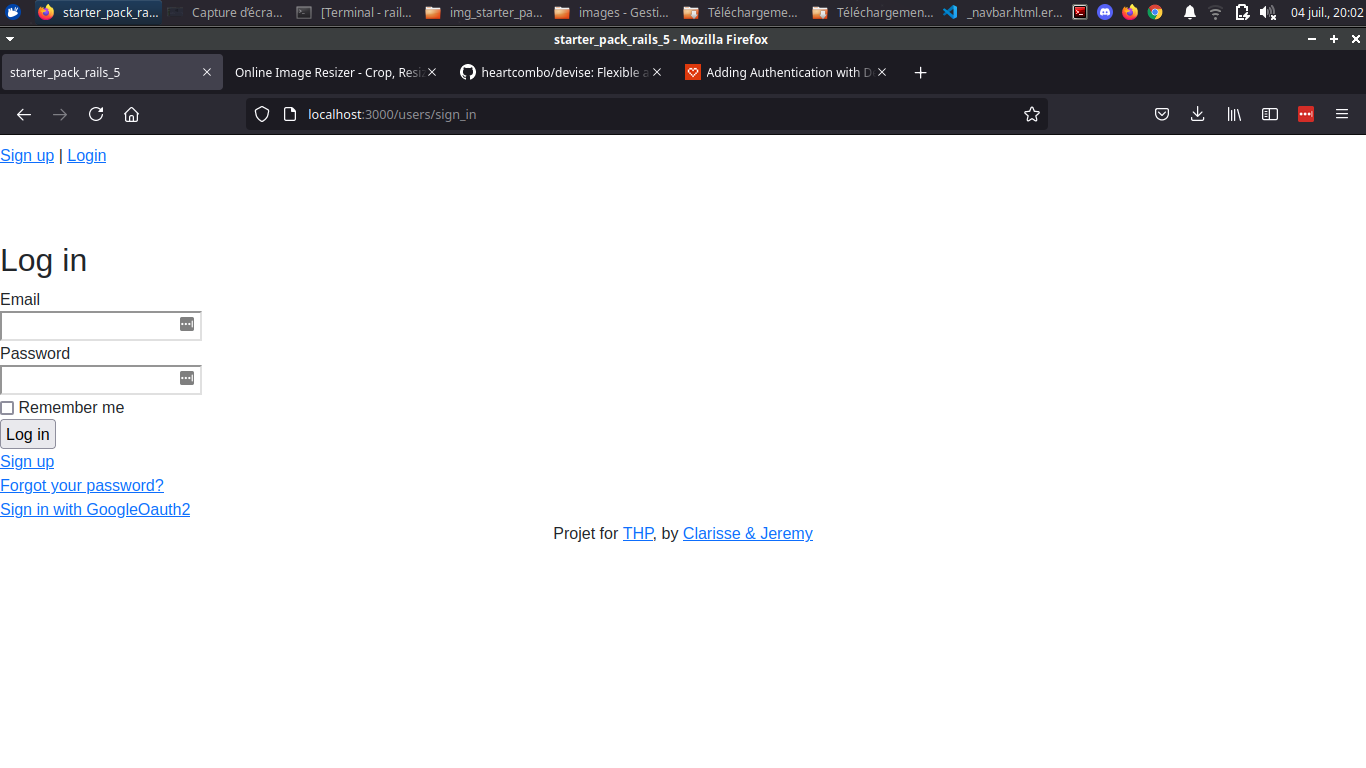 starter_pack_ra... Capture d'écra... [Terminal - rail... img_starter_pa... images - Gesti... Téléchargeme... Téléchargemen... _navbar.html.er... 04 juil., 20:02
starter_pack_rails_5 - Mozilla Firefox
starter_pack_rails_5 Online Image Resizer - Crop, Resi heartcombo/devise: Flexible a Adding Authentication with D
localhost:3000/users/sign_in
Sign up | Login
Log in
Email
Password
Remember me
Log in
Sign up
Forgot your password?
Sign in with GoogleOauth2
Projet for THP, by Clarisse & Jeremy